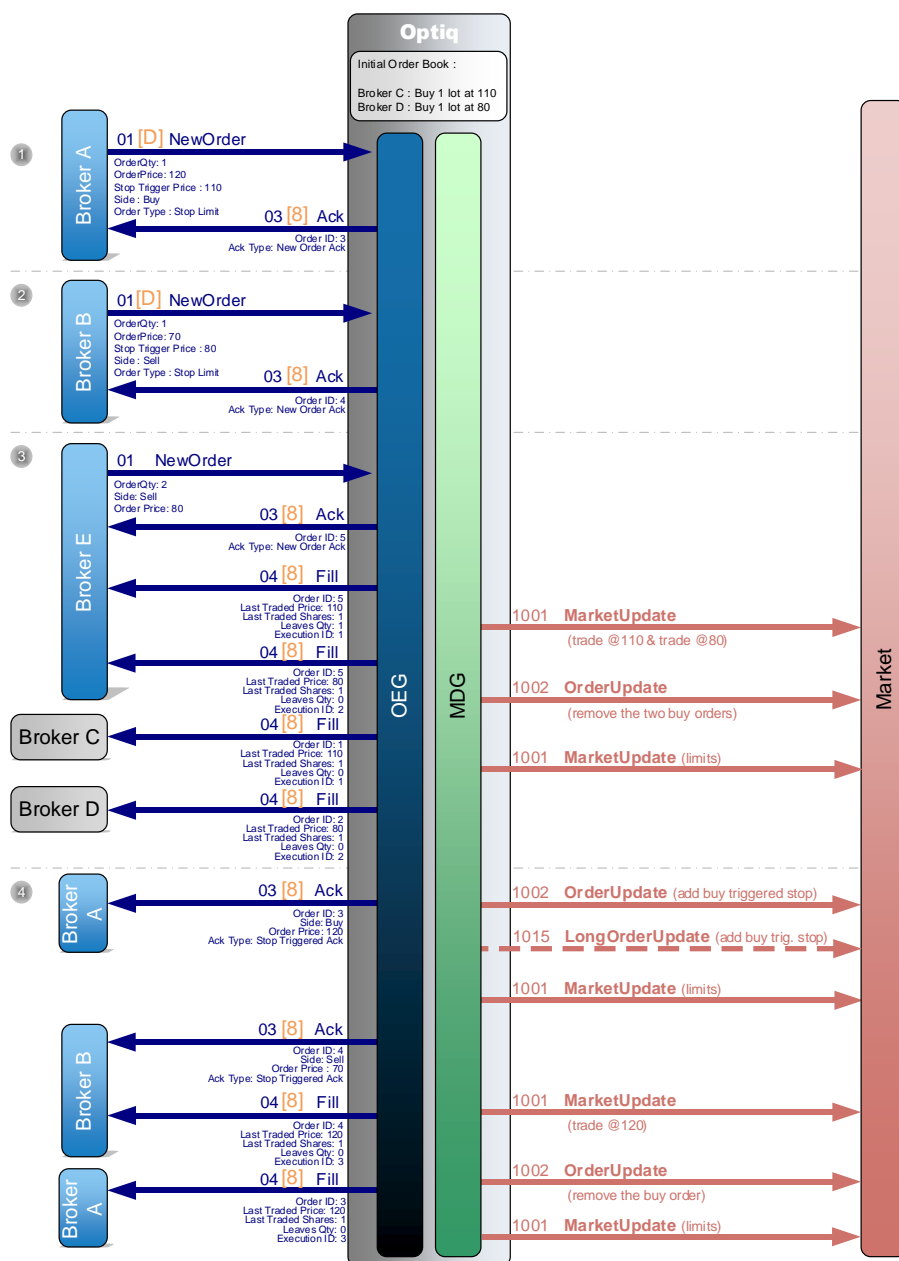 Optiq
Initial Order Book :
Broker C : Buy 1 lot at 110
Broker D : Buy 1 lot at 80
OEG
MDG
Market
1
Broker A
01 [D] NewOrder
OrderQty: 1
OrderPrice: 120
Stop Trigger Price : 110
Side : Buy
Order Type : Stop Limit
03 [8] Ack
Order ID: 3
Ack Type: New Order Ack
2
Broker B
01 [D] NewOrder
OrderQty: 1
OrderPrice: 70
Stop Trigger Price : 80
Side : Sell
Order Type : Stop Limit
03 [8] Ack
Order ID: 4
Ack Type: New Order Ack
3
Broker E
01 NewOrder
OrderQty: 2
Side: Sell
Order Price: 80
03 [8] Ack
Order ID: 5
Ack Type: New Order Ack
04 [8] Fill
Order ID: 5
Last Traded Price: 110
Last Traded Shares: 1
Leaves Qty: 1
Execution ID: 1
1001 MarketUpdate
(trade @110 & trade @80)
04 [8] Fill
Order ID: 5
Last Traded Price: 80
Last Traded Shares: 1
Leaves Qty: 0
Execution ID: 2
1002 OrderUpdate
(remove the two buy orders)
Broker C
04 [8] Fill
Order ID: 1
Last Traded Price: 110
Last Traded Shares: 1
Leaves Qty: 0
Execution ID: 1
1001 MarketUpdate (limits)
Broker D
04 [8] Fill
Order ID: 2
Last Traded Price: 80
Last Traded Shares: 1
Leaves Qty: 0
Execution ID: 2
4
Broker
A
03 [8] Ack
Order ID: 3
Side: Buy
Order Price: 120
Ack Type: Stop Triggered Ack
1002 OrderUpdate (add buy triggered stop)
1015 LongOrderUpdate (add buy trig. stop)
1001 MarketUpdate (limits)
Broker B
03 [8] Ack
Order ID: 4
Side: Sell
Order Price : 70
Ack Type: Stop Triggered Ack
04 [8] Fill
Order ID: 4
Last Traded Price: 120
Last Traded Shares: 1
Leaves Qty: 0
Execution ID: 3
1001 MarketUpdate
(trade @120)
Broker
A
04 [8] Fill
Order ID: 3
Last Traded Price: 120
Last Traded Shares: 1
Leaves Qty: 0
Execution ID: 3
1002 OrderUpdate
(remove the buy order)
1001 MarketUpdate (limits)